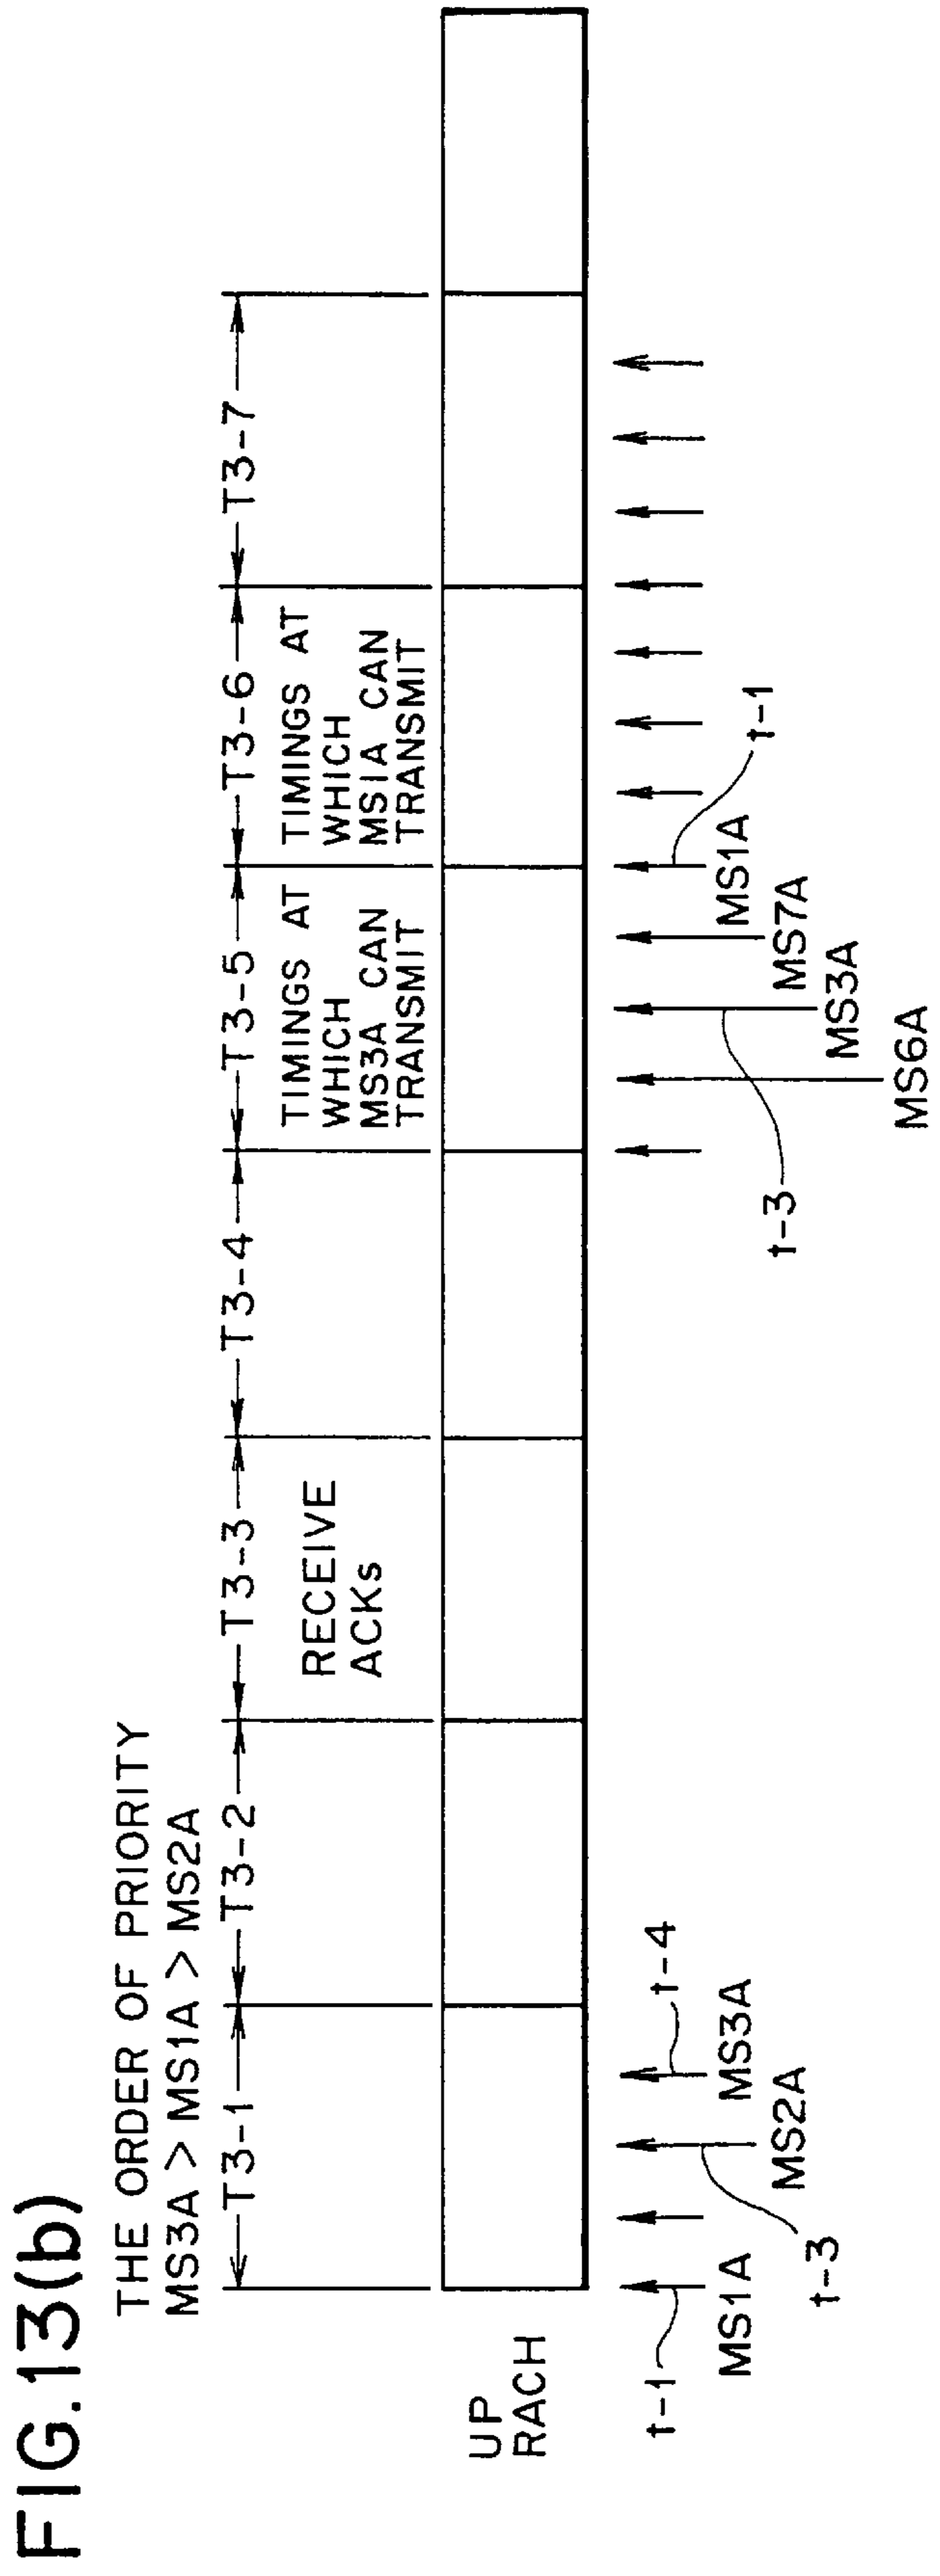 FIG.13(b)
THE ORDER OF PRIORITY
MS3A > MS1A > MS2A
T3-1
T3-2
T3-3
T3-4
T3-5
T3-6
T3-7
RECEIVE
ACKs
TIMINGS AT
WHICH
MS3A CAN
TRANSMIT
TIMINGS AT
WHICH
MS1A CAN
TRANSMIT
UP
RACH
t-1
MS1A
t-3
MS2A
t-4
MS3A
t-3
MS6A
MS3A
MS7A
MS1A
t-1